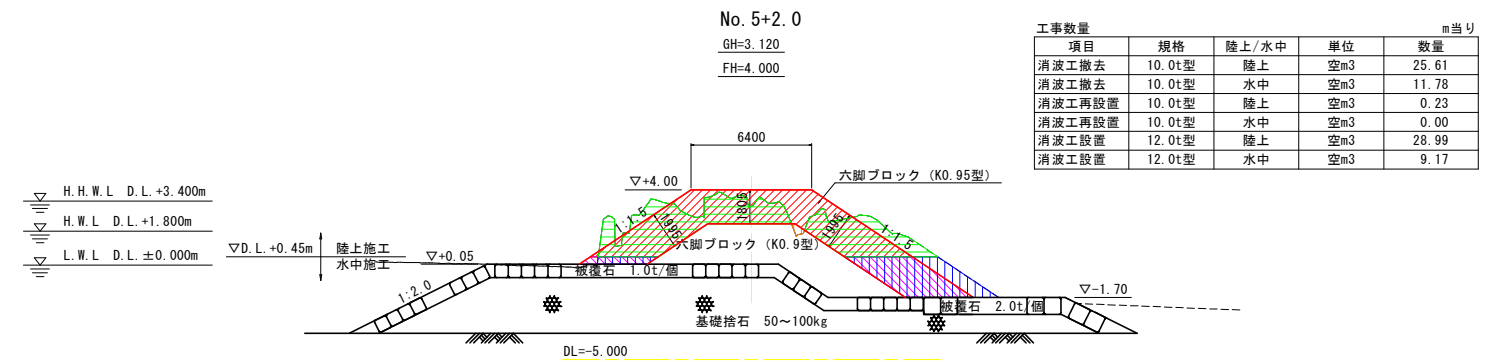 No.5+2.0
GH=3.120
FH=4.000
工事数量 m当り
項目 規格 陸上/水中 単位 数量
消波工撤去 10.0t型 陸上 空m3 25.61
消波工撤去 10.0t型 水中 空m3 11.78
消波工再設置 10.0t型 陸上 空m3 0.23
消波工再設置 10.0t型 水中 空m3 0.00
消波工設置 12.0t型 陸上 空m3 28.99
消波工設置 12.0t型 水中 空m3 9.17
6400
▽+4.00
六脚ブロック (K0.95型)
H.H.W.L D.L.+3.400m
H.W.L D.L.+1.800m
L.W.L D.L.±0.000m
▽D.L.+0.45m
陸上施工
水中施工
▽+0.05
1:1.5
1995
1805
1995
1:1.5
六脚ブロック (K0.9型)
被覆石 1.0t/個
1:2.0
▽-1.70
被覆石 2.0t/個
基礎捨石 50〜100kg
DL=-5.000